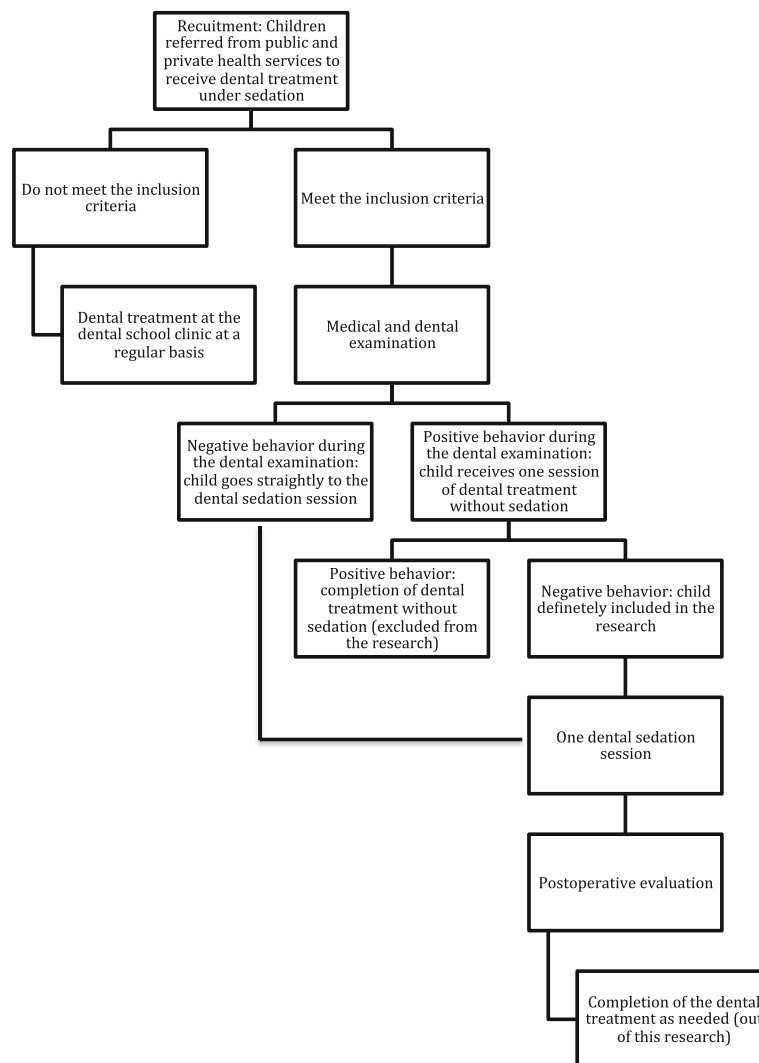 Recuitment: Children
referred from public and
private health services to
receive dental treatment
under sedation
Do not meet the inclusion
criteria
Meet the inclusion criteria
Dental treatment at the
dental school clinic at a
regular basis
Medical and dental
examination
Negative behavior during
the dental examination:
child goes straightly to the
dental sedation session
Positive behavior during
the dental examination:
child receives one session
of dental treatment
without sedation
Positive behavior:
completion of dental
treatment without
sedation (excluded from
the research)
Negative behavior: child
definetely included in the
research
One dental sedation
session
Postoperative evaluation
Completion of the dental
treatment as needed (out
of this research)